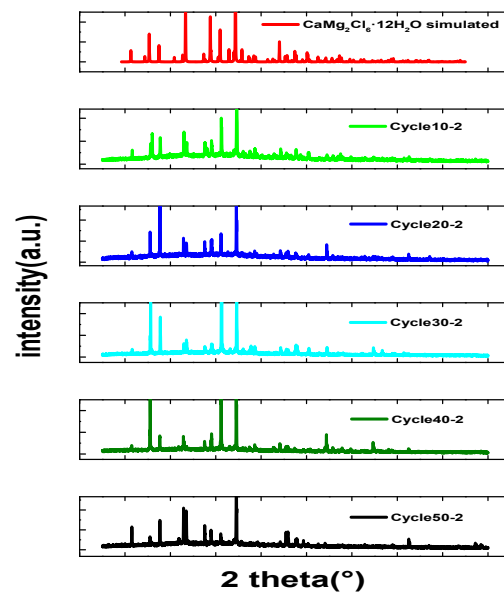 CaMg₂Cl₆·12H₂O simulated
Cycle10-2
Cycle20-2
intensity(a.u.)
Cycle30-2
Cycle40-2
Cycle50-2
2 theta(°)